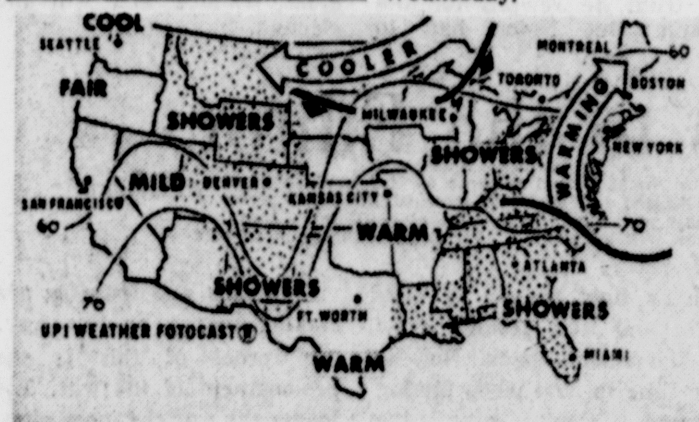 Wednesday.
COOL
SEATTLE
COOLER
MONTREAL
60
FAIR
TORONTO
BOSTON
WARMING
SHOWERS
MILWAUKEE
SHOWERS
NEW YORK
MILD
DENVER
KANSAS CITY
SAN FRANCISCO
60
WARM
70
ATLANTA
SHOWERS
70
FT. WORTH
SHOWERS
UPI WEATHER FOTOCAST ®
WARM
MIAMI